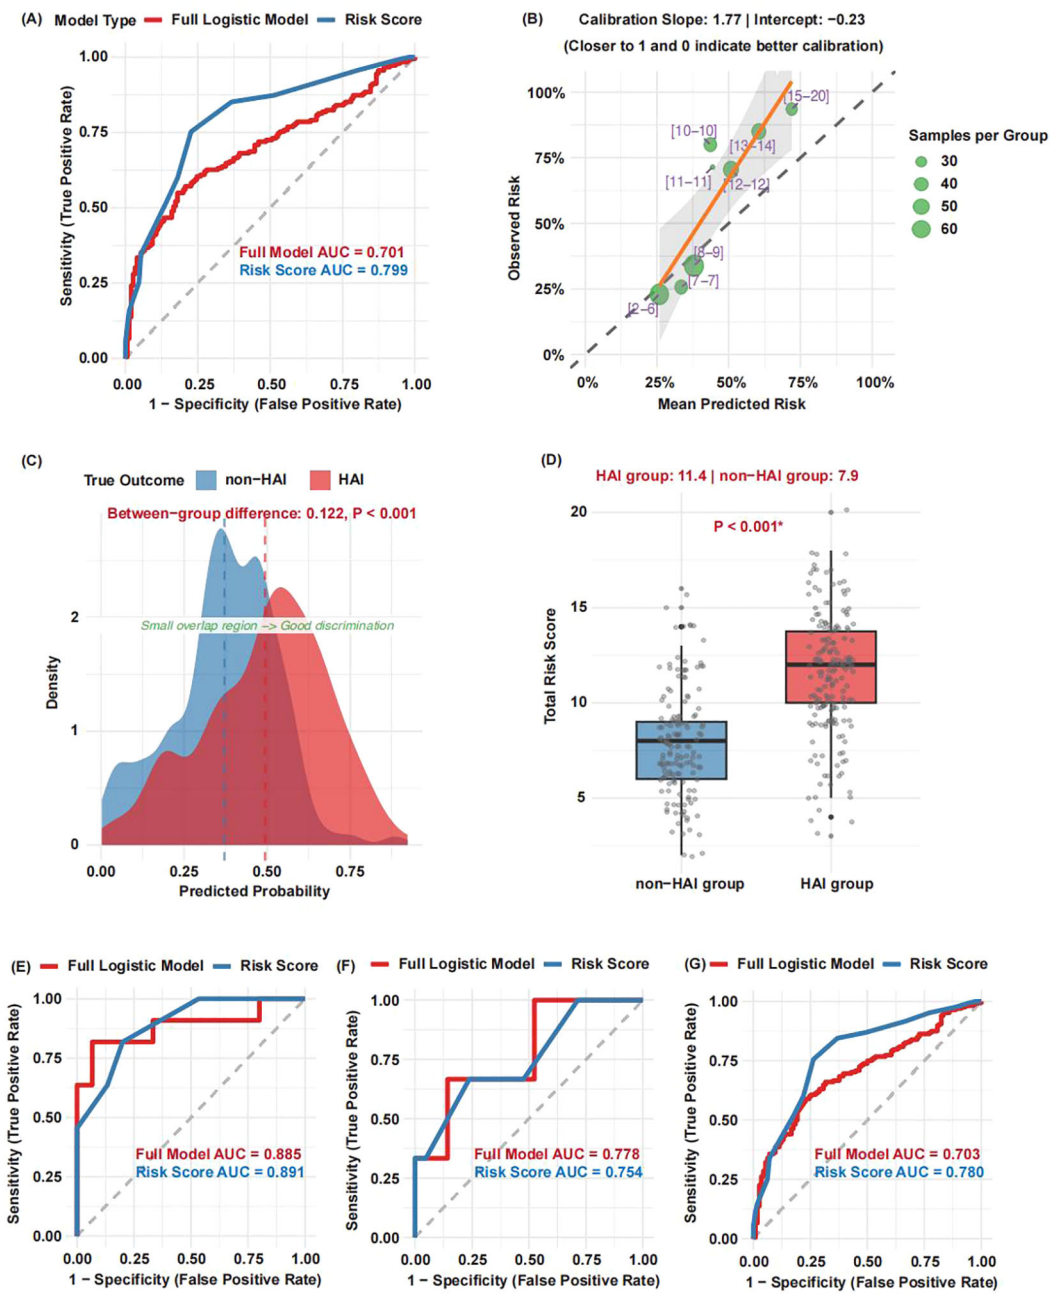 (A) Model Type Full Logistic Model Risk Score
1.00
0.75
0.50
0.25
0.00
Sensitivity (True Positive Rate)
Full Model AUC = 0.701
Risk Score AUC = 0.799
0.00 0.25 0.50 0.75 1.00
1 − Specificity (False Positive Rate)
(B) Calibration Slope: 1.77 | Intercept: −0.23
(Closer to 1 and 0 indicate better calibration)
100%
75%
50%
25%
0%
Observed Risk
[15−20]
[10−10]
[13−14]
[11−11]
[12−12]
[8−9]
[7−7]
[2−6]
0% 25% 50% 75% 100%
Mean Predicted Risk
Samples per Group
30
40
50
60
(C)
True Outcome non−HAI HAI
Between−group difference: 0.122, P < 0.001
Small overlap region −> Good discrimination
2
1
0
Density
0.00 0.25 0.50 0.75
Predicted Probability
(D)
HAI group: 11.4 | non−HAI group: 7.9
P < 0.001*
20
15
10
5
Total Risk Score
non−HAI group HAI group
(E) Full Logistic Model Risk Score
1.00
0.75
0.50
0.25
0.00
Sensitivity (True Positive Rate)
Full Model AUC = 0.885
Risk Score AUC = 0.891
0.00 0.25 0.50 0.75 1.00
1 − Specificity (False Positive Rate)
(F) Full Logistic Model Risk Score
1.00
0.75
0.50
0.25
0.00
Sensitivity (True Positive Rate)
Full Model AUC = 0.778
Risk Score AUC = 0.754
0.00 0.25 0.50 0.75 1.00
1 − Specificity (False Positive Rate)
(G) Full Logistic Model Risk Score
1.00
0.75
0.50
0.25
0.00
Sensitivity (True Positive Rate)
Full Model AUC = 0.703
Risk Score AUC = 0.780
0.00 0.25 0.50 0.75 1.00
1 − Specificity (False Positive Rate)